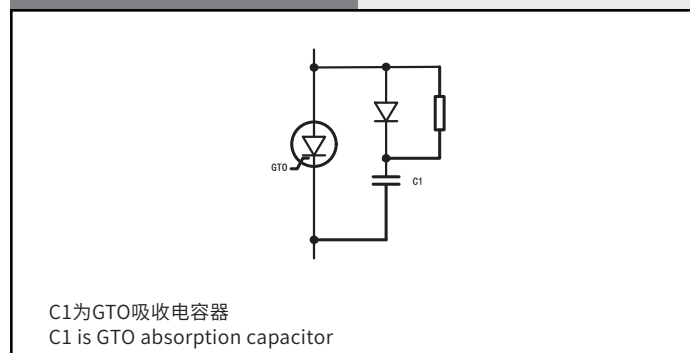 GTO
C1
C1为GTO吸收电容器
C1 is GTO absorption capacitor